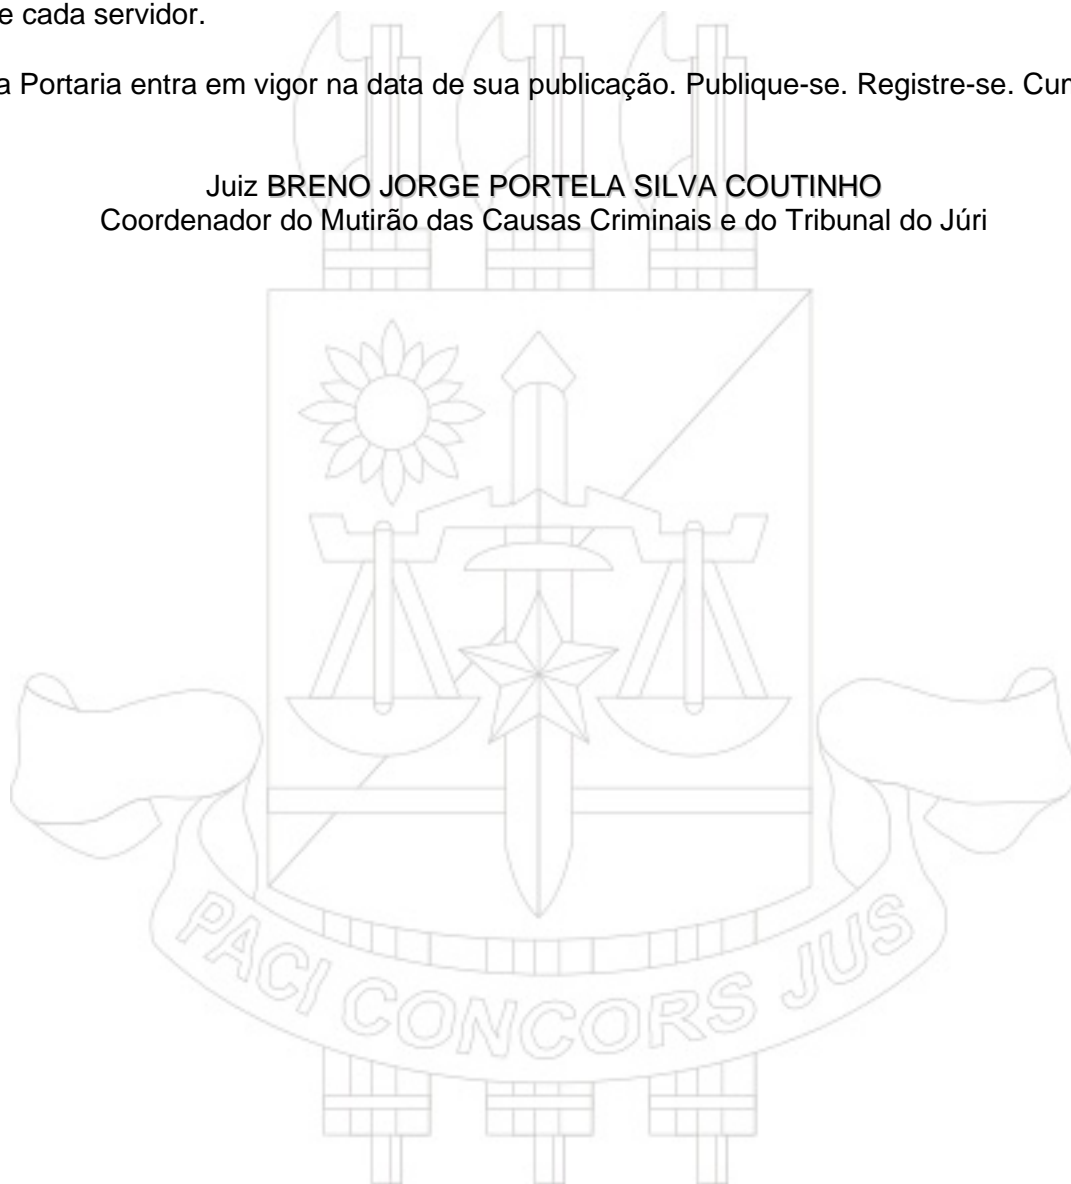 e cada servidor.
a Portaria entra em vigor na data de sua publicação. Publique-se. Registre-se. Cum
Juiz BRENO JORGE PORTELA SILVA COUTINHO
Coordenador do Mutirão das Causas Criminais e do Tribunal do Júri
PACI CONCORS JUS